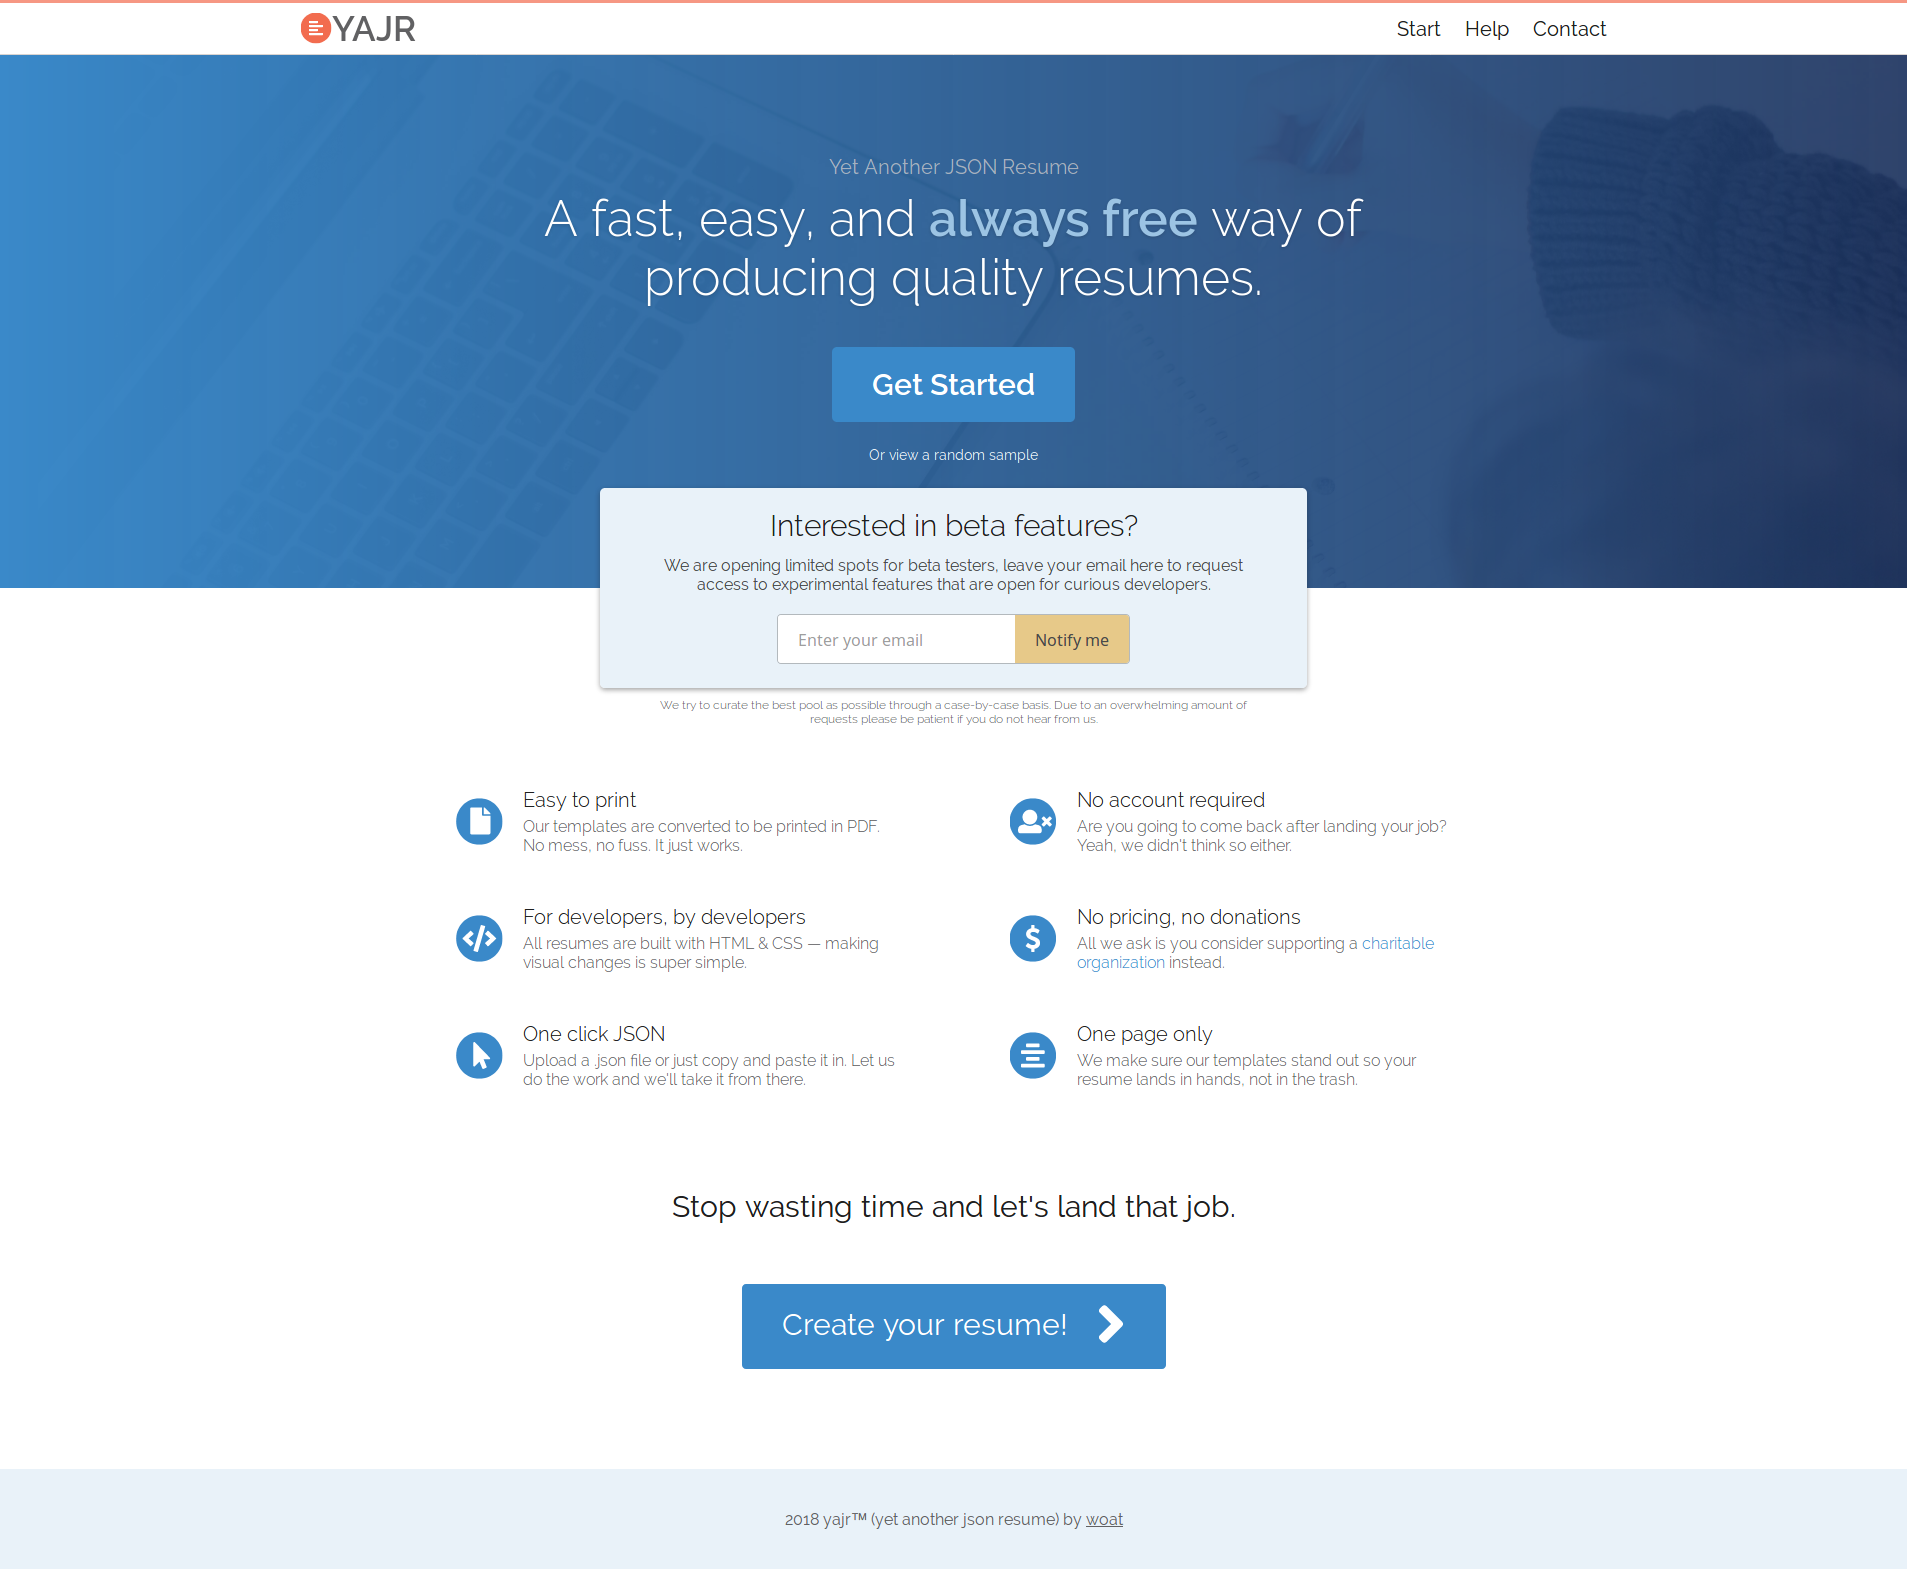 YAJR
Start Help Contact
Yet Another JSON Resume
A fast, easy, and always free way of
producing quality resumes.
Get Started
Or view a random sample
Interested in beta features?
We are opening limited spots for beta testers, leave your email here to request
access to experimental features that are open for curious developers.
Enter your email
Notify me
We try to curate the best pool as possible through a case-by-case basis. Due to an overwhelming amount of
requests please be patient if you do not hear from us.
Easy to print
Our templates are converted to be printed in PDF.
No mess, no fuss. It just works.
No account required
Are you going to come back after landing your job?
Yeah, we didn't think so either.
For developers, by developers
All resumes are built with HTML & CSS — making
visual changes is super simple.
No pricing, no donations
All we ask is you consider supporting a charitable
organization instead.
One click JSON
Upload a .json file or just copy and paste it in. Let us
do the work and we'll take it from there.
One page only
We make sure our templates stand out so your
resume lands in hands, not in the trash.
Stop wasting time and let's land that job.
Create your resume!
2018 yajr™ (yet another json resume) by woat